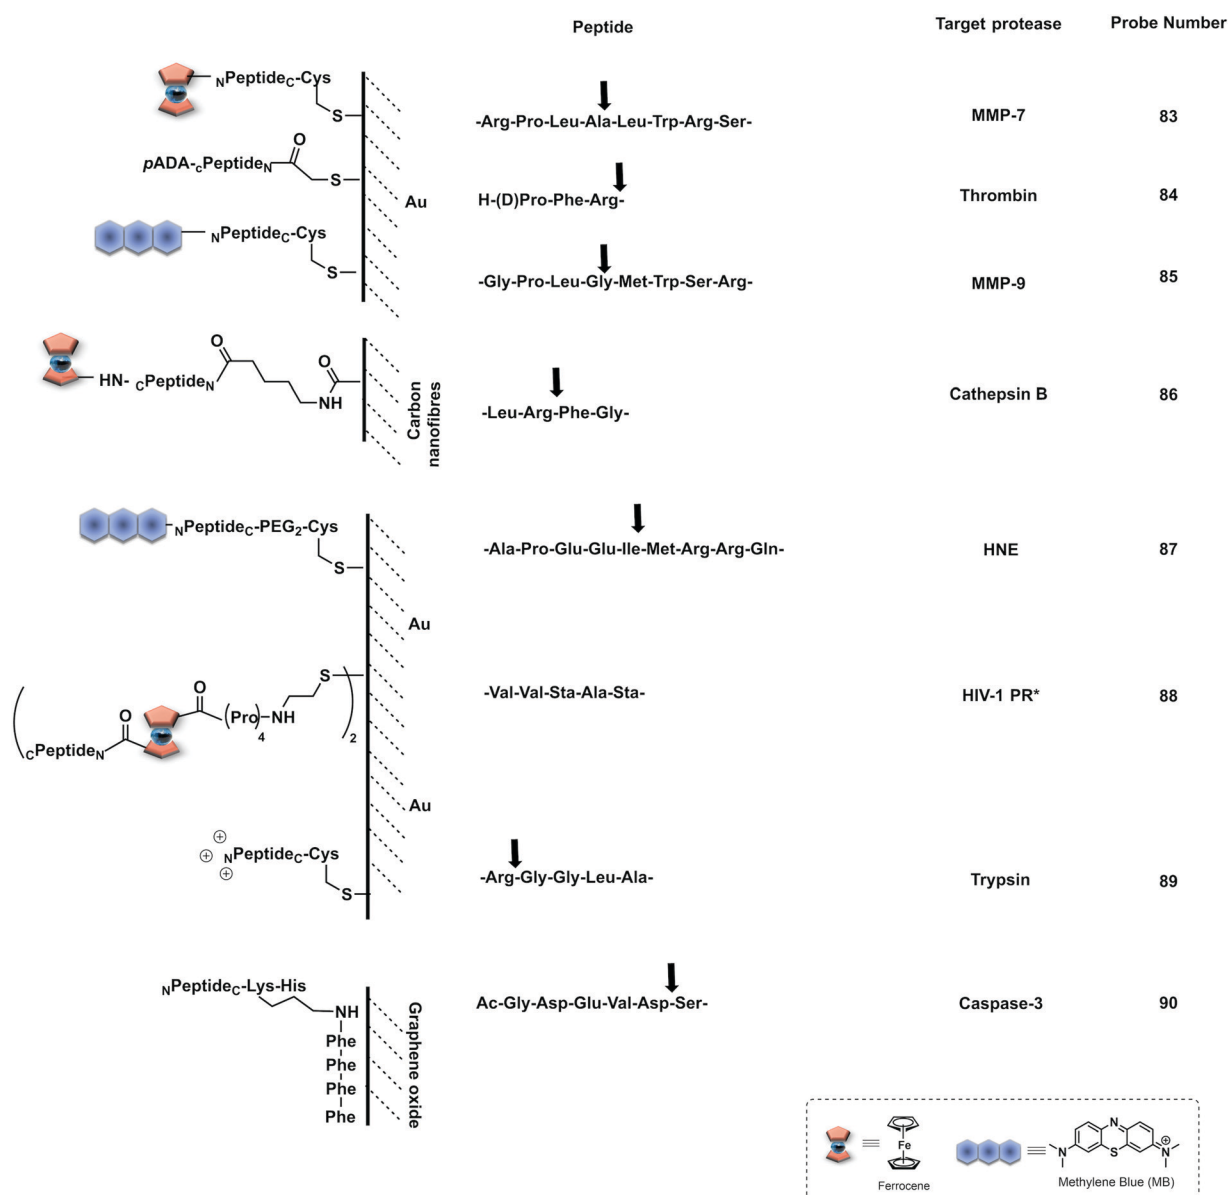 Peptide Target protease Probe Number
NPeptideC-Cys
S
-Arg-Pro-Leu-Ala-Leu-Trp-Arg-Ser- MMP-7 83
O
pADA-cPeptideN
S
Au
H-(D)Pro-Phe-Arg- Thrombin 84
NPeptideC-Cys
S
-Gly-Pro-Leu-Gly-Met-Trp-Ser-Arg- MMP-9 85
O
O
HN- CPeptideN
NH
Carbon
nanofibres
-Leu-Arg-Phe-Gly- Cathepsin B 86
NPeptideC-PEG2-Cys
S
-Ala-Pro-Glu-Glu-Ile-Met-Arg-Arg-Gln- HNE 87
Au
S
O
O
(Pro)4 NH
2
CPeptideN
-Val-Val-Sta-Ala-Sta- HIV-1 PR* 88
Au
+
+
+
NPeptideC-Cys
S
-Arg-Gly-Gly-Leu-Ala- Trypsin 89
NPeptideC-Lys-His
NH
Phe
Phe
Phe
Phe
Graphene oxide
Ac-Gly-Asp-Glu-Val-Asp-Ser- Caspase-3 90
Fe
Ferrocene
N
N S N
+
Methylene Blue (MB)